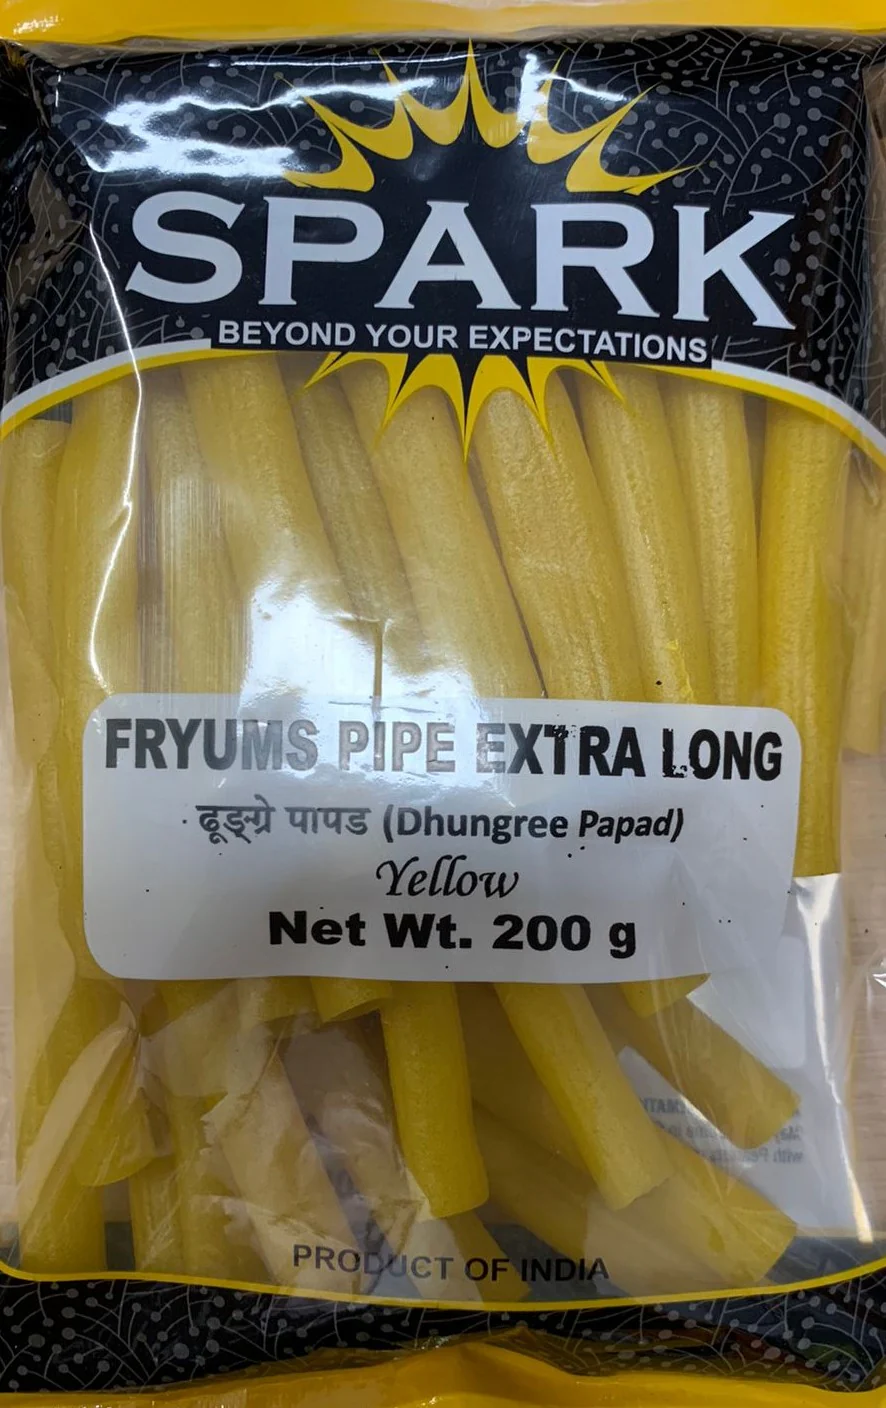 SPARK
BEYOND YOUR EXPECTATIONS
FRYUMS PIPE EXTRA LONG
ढूङ्ग्रे पापड (Dhungree Papad)
Yellow
Net Wt. 200 g
PRODUCT OF INDIA